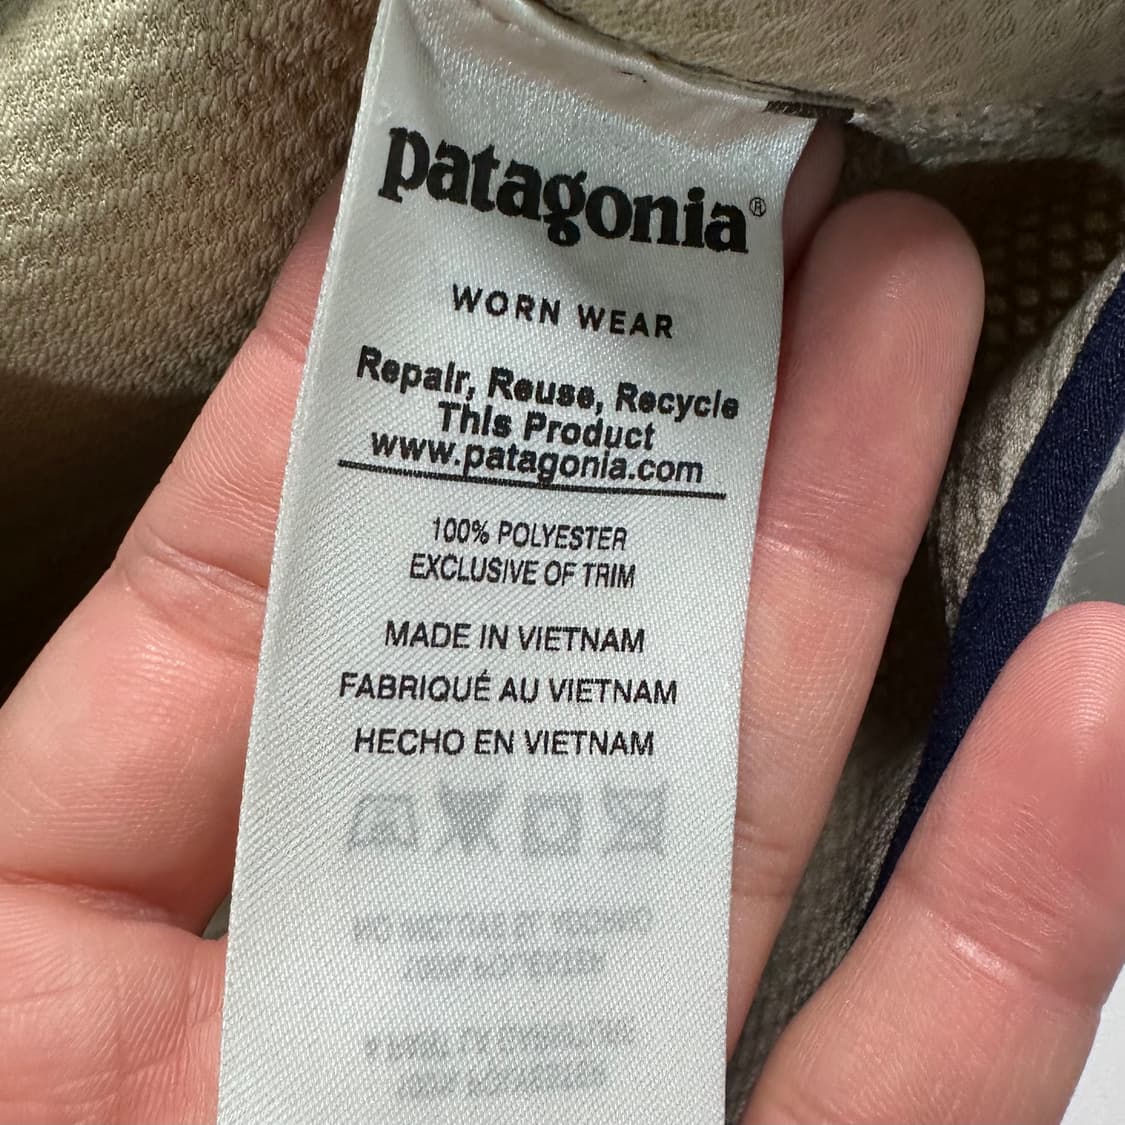 patagonia®
WORN WEAR
Repair, Reuse, Recycle
This Product
www.patagonia.com
100% POLYESTER
EXCLUSIVE OF TRIM
MADE IN VIETNAM
FABRIQUÉ AU VIETNAM
HECHO EN VIETNAM